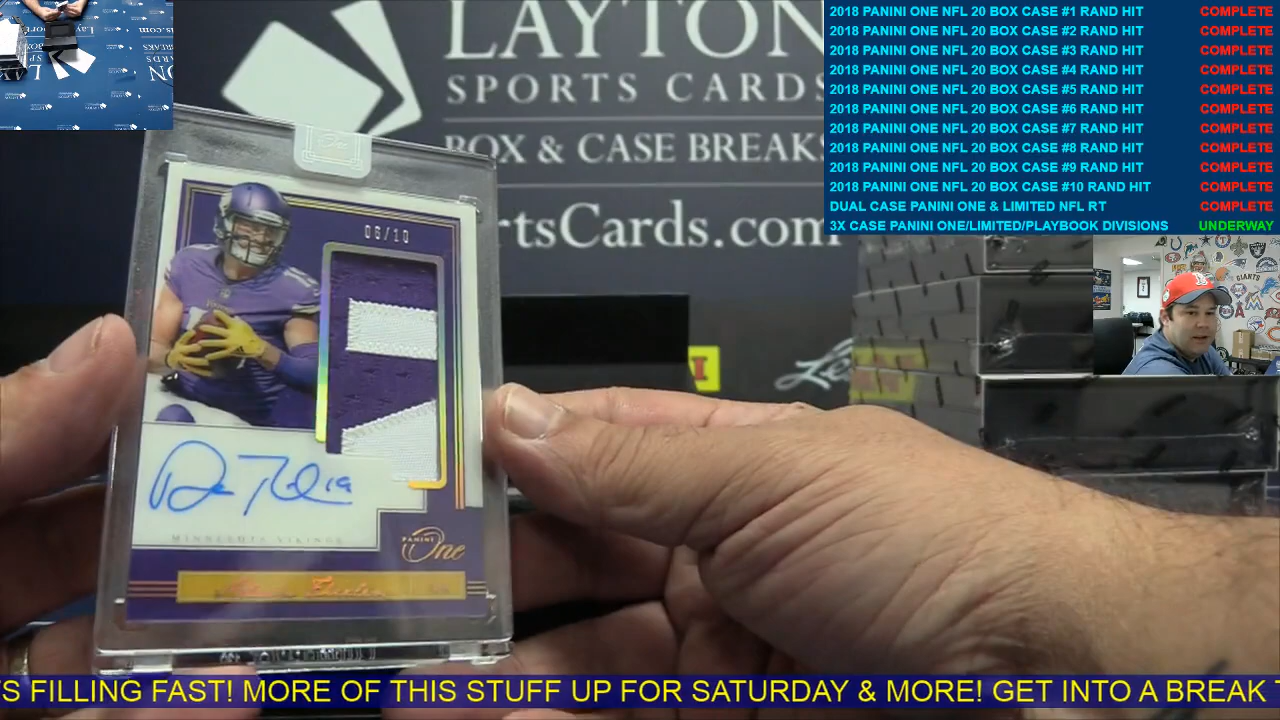 LAYTON
SPORTS CARDS
BOX & CASE BREAKS
rtsCards.com
2018 PANINI ONE NFL 20 BOX CASE #1 RAND HIT COMPLETE
2018 PANINI ONE NFL 20 BOX CASE #2 RAND HIT COMPLETE
2018 PANINI ONE NFL 20 BOX CASE #3 RAND HIT COMPLETE
2018 PANINI ONE NFL 20 BOX CASE #4 RAND HIT COMPLETE
2018 PANINI ONE NFL 20 BOX CASE #5 RAND HIT COMPLETE
2018 PANINI ONE NFL 20 BOX CASE #6 RAND HIT COMPLETE
2018 PANINI ONE NFL 20 BOX CASE #7 RAND HIT COMPLETE
2018 PANINI ONE NFL 20 BOX CASE #8 RAND HIT COMPLETE
2018 PANINI ONE NFL 20 BOX CASE #9 RAND HIT COMPLETE
2018 PANINI ONE NFL 20 BOX CASE #10 RAND HIT COMPLETE
DUAL CASE PANINI ONE & LIMITED NFL RT COMPLETE
3X CASE PANINI ONE/LIMITED/PLAYBOOK DIVISIONS UNDERWAY
06/10
19
MINNESOTA VIKINGS
PANINI
One
Leaf
GIANTS
'S FILLING FAST! MORE OF THIS STUFF UP FOR SATURDAY & MORE! GET INTO A BREAK